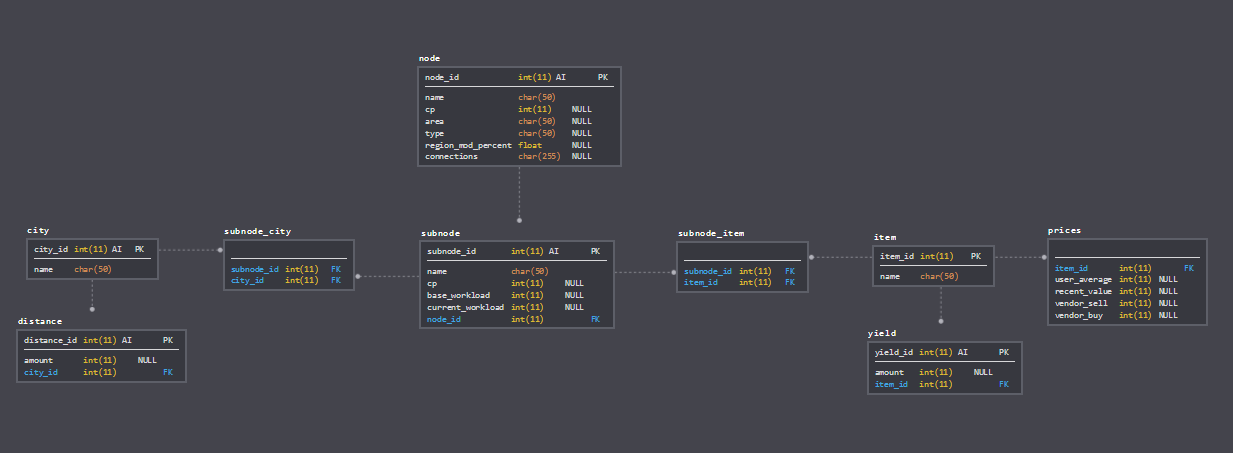 node
node_id int(11) AI PK
name char(50)
cp int(11) NULL
area char(50) NULL
type char(50) NULL
region_mod_percent float NULL
connections char(255) NULL
city
city_id int(11) AI PK
name char(50)
subnode_city
subnode_id int(11) FK
city_id int(11) FK
subnode
subnode_id int(11) AI PK
name char(50)
cp int(11) NULL
base_workload int(11) NULL
current_workload int(11) NULL
node_id int(11) FK
subnode_item
subnode_id int(11) FK
item_id int(11) FK
item
item_id int(11) PK
name char(50)
prices
item_id int(11) FK
user_average int(11) NULL
recent_value int(11) NULL
vendor_sell int(11) NULL
vendor_buy int(11) NULL
distance
distance_id int(11) AI PK
amount int(11) NULL
city_id int(11) FK
yield
yield_id int(11) AI PK
amount int(11) NULL
item_id int(11) FK